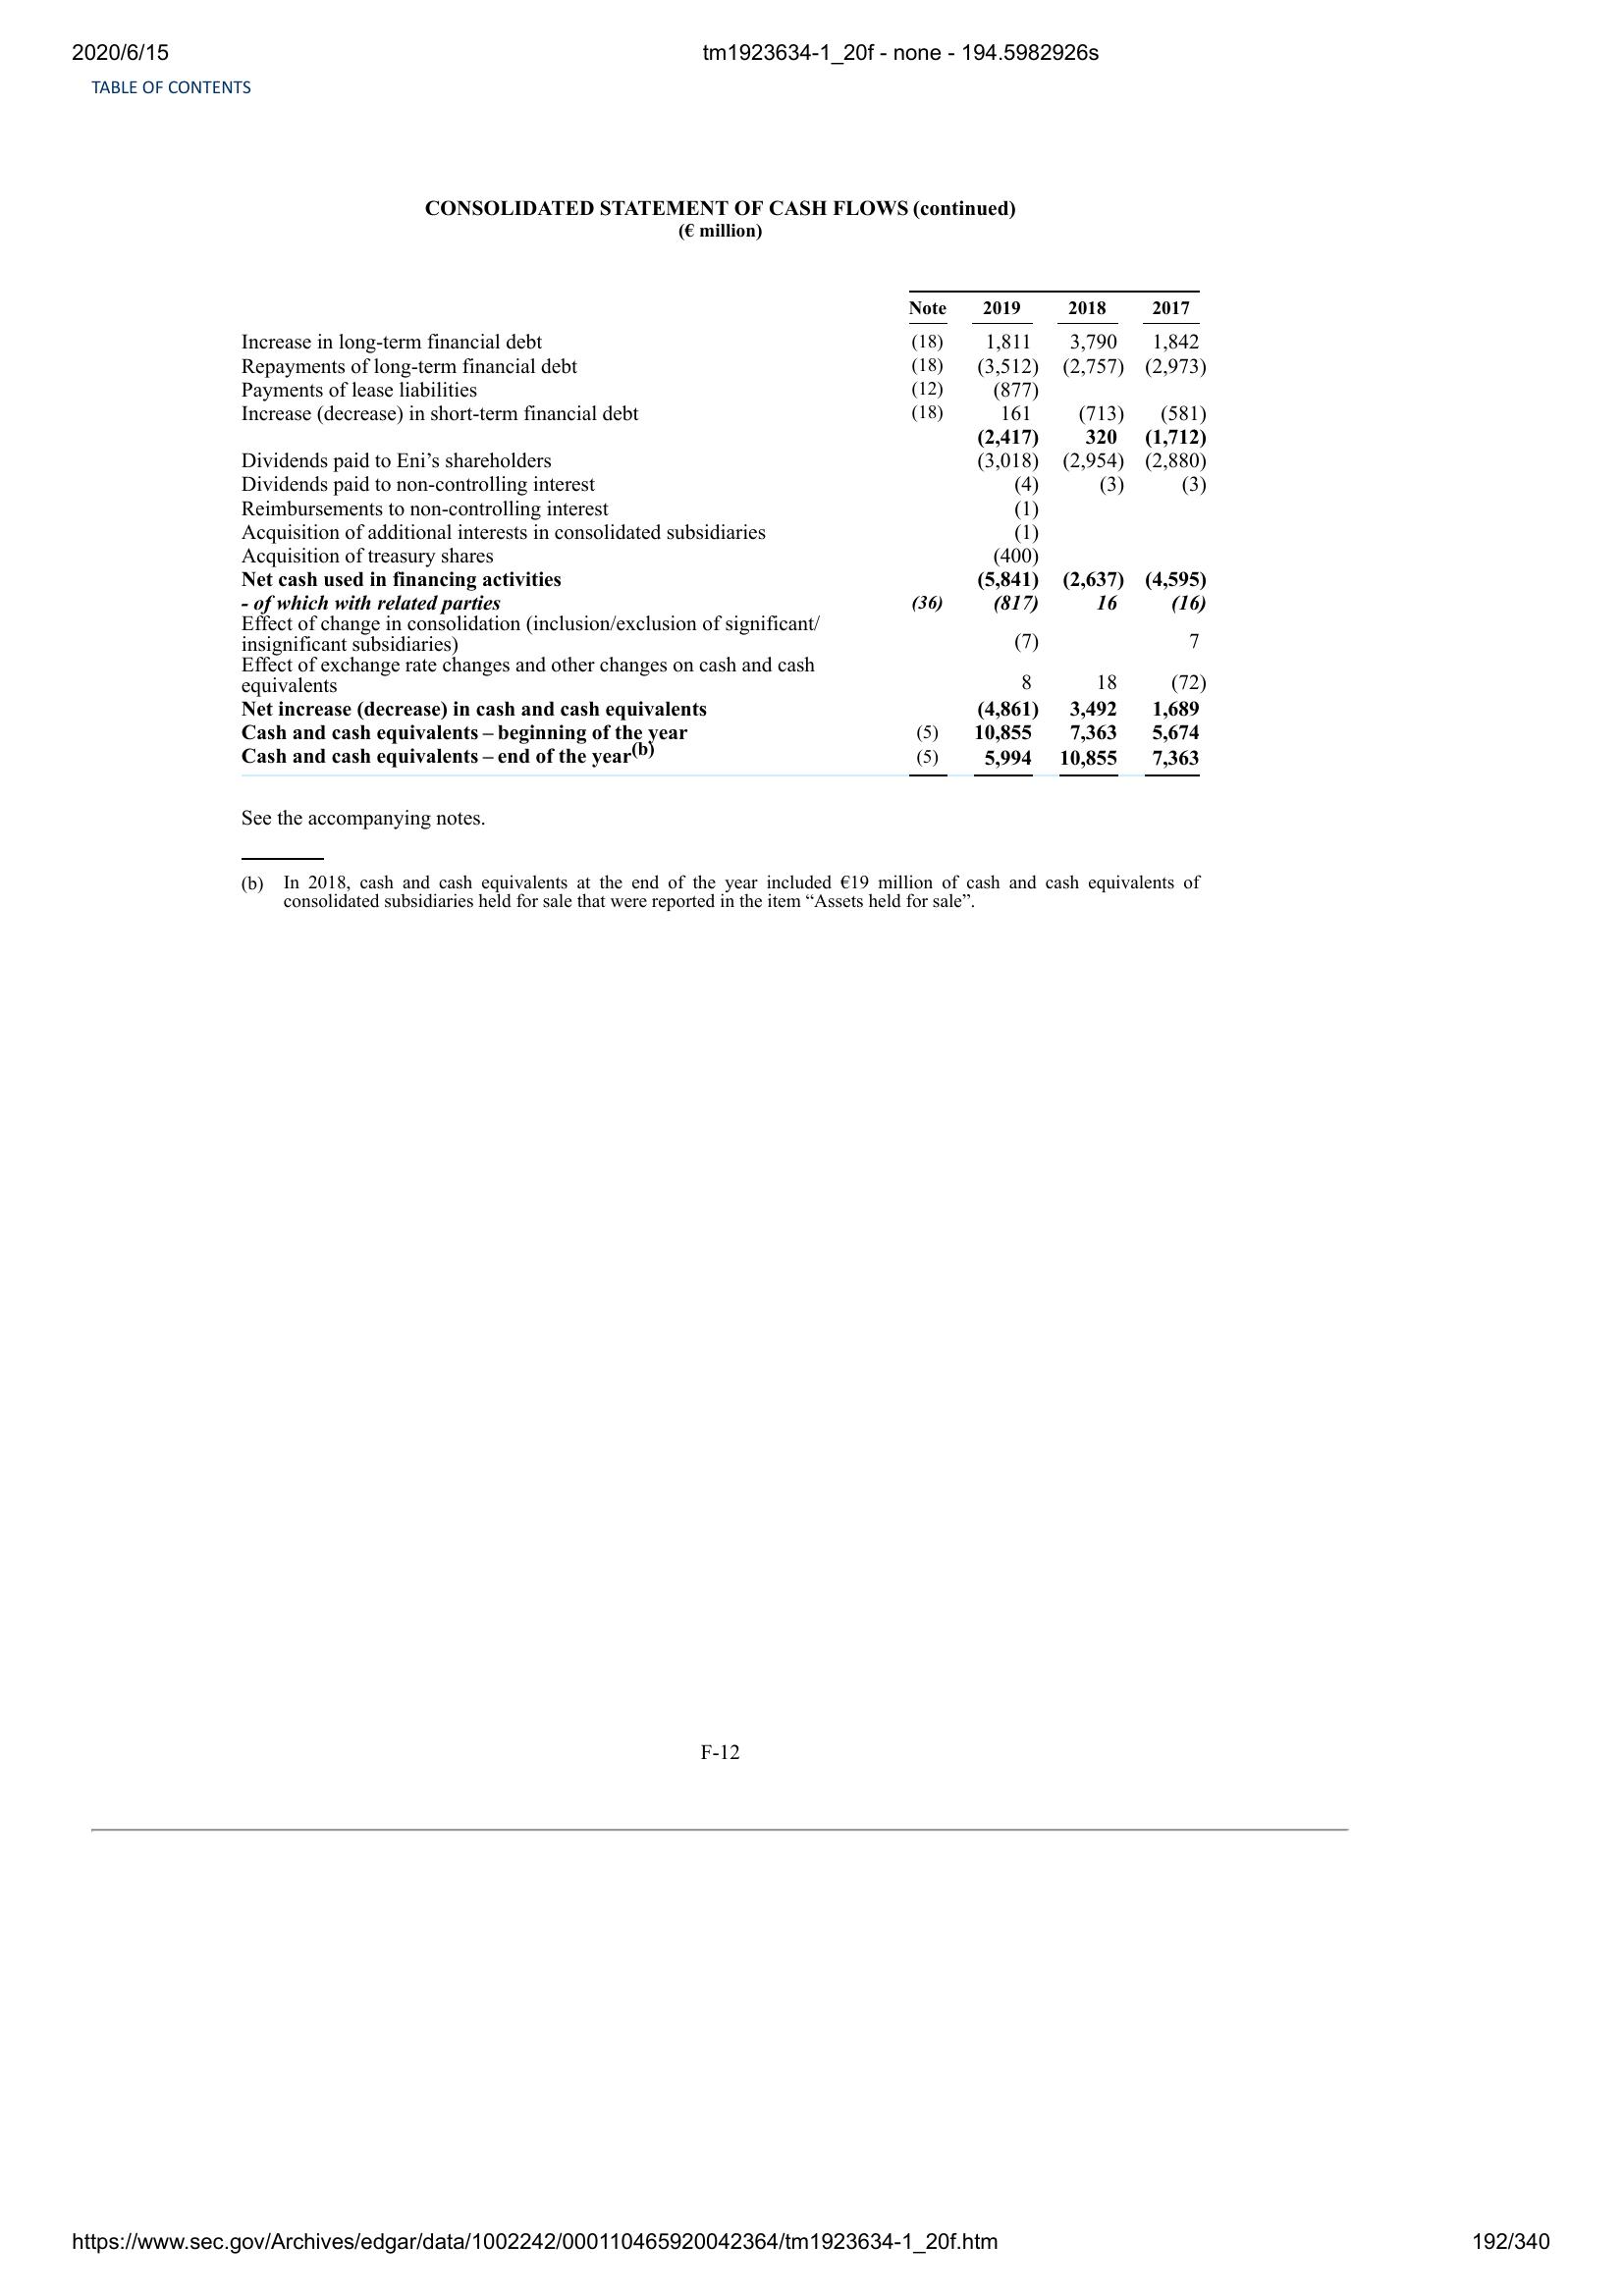 2020/6/15 tm1923634-1_20f - none - 194.5982926s
TABLE OF CONTENTS
CONSOLIDATED STATEMENT OF CASH FLOWS (continued)
(€ million)
Note 2019 2018 2017
Increase in long-term financial debt (18) 1,811 3,790 1,842
Repayments of long-term financial debt (18) (3,512) (2,757) (2,973)
Payments of lease liabilities (12) (877)
Increase (decrease) in short-term financial debt (18) 161 (713) (581)
(2,417) 320 (1,712)
Dividends paid to Eni’s shareholders (3,018) (2,954) (2,880)
Dividends paid to non-controlling interest (4) (3) (3)
Reimbursements to non-controlling interest (1)
Acquisition of additional interests in consolidated subsidiaries (1)
Acquisition of treasury shares (400)
Net cash used in financing activities (5,841) (2,637) (4,595)
- of which with related parties (36) (817) 16 (16)
Effect of change in consolidation (inclusion/exclusion of significant/
insignificant subsidiaries) (7) 7
Effect of exchange rate changes and other changes on cash and cash
equivalents 8 18 (72)
Net increase (decrease) in cash and cash equivalents (4,861) 3,492 1,689
Cash and cash equivalents – beginning of the year (5) 10,855 7,363 5,674
Cash and cash equivalents – end of the year(b) (5) 5,994 10,855 7,363
See the accompanying notes.
(b) In 2018, cash and cash equivalents at the end of the year included €19 million of cash and cash equivalents of
consolidated subsidiaries held for sale that were reported in the item “Assets held for sale”.
F-12
https://www.sec.gov/Archives/edgar/data/1002242/000110465920042364/tm1923634-1_20f.htm 192/340